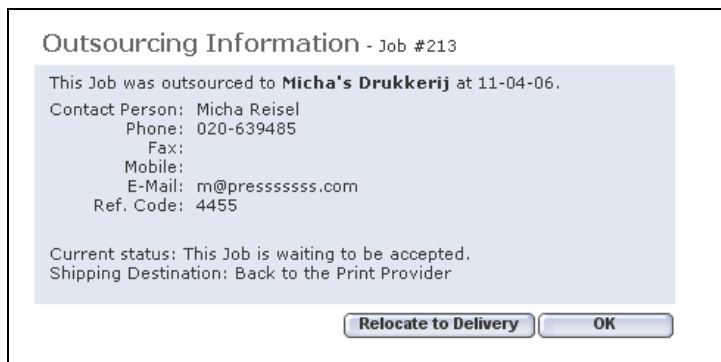 Outsourcing Information - Job #213
This Job was outsourced to Micha's Drukkerij at 11-04-06.
Contact Person: Micha Reisel
Phone: 020-639485
Fax:
Mobile:
E-Mail: m@presssssss.com
Ref. Code: 4455
Current status: This Job is waiting to be accepted.
Shipping Destination: Back to the Print Provider
Relocate to Delivery OK